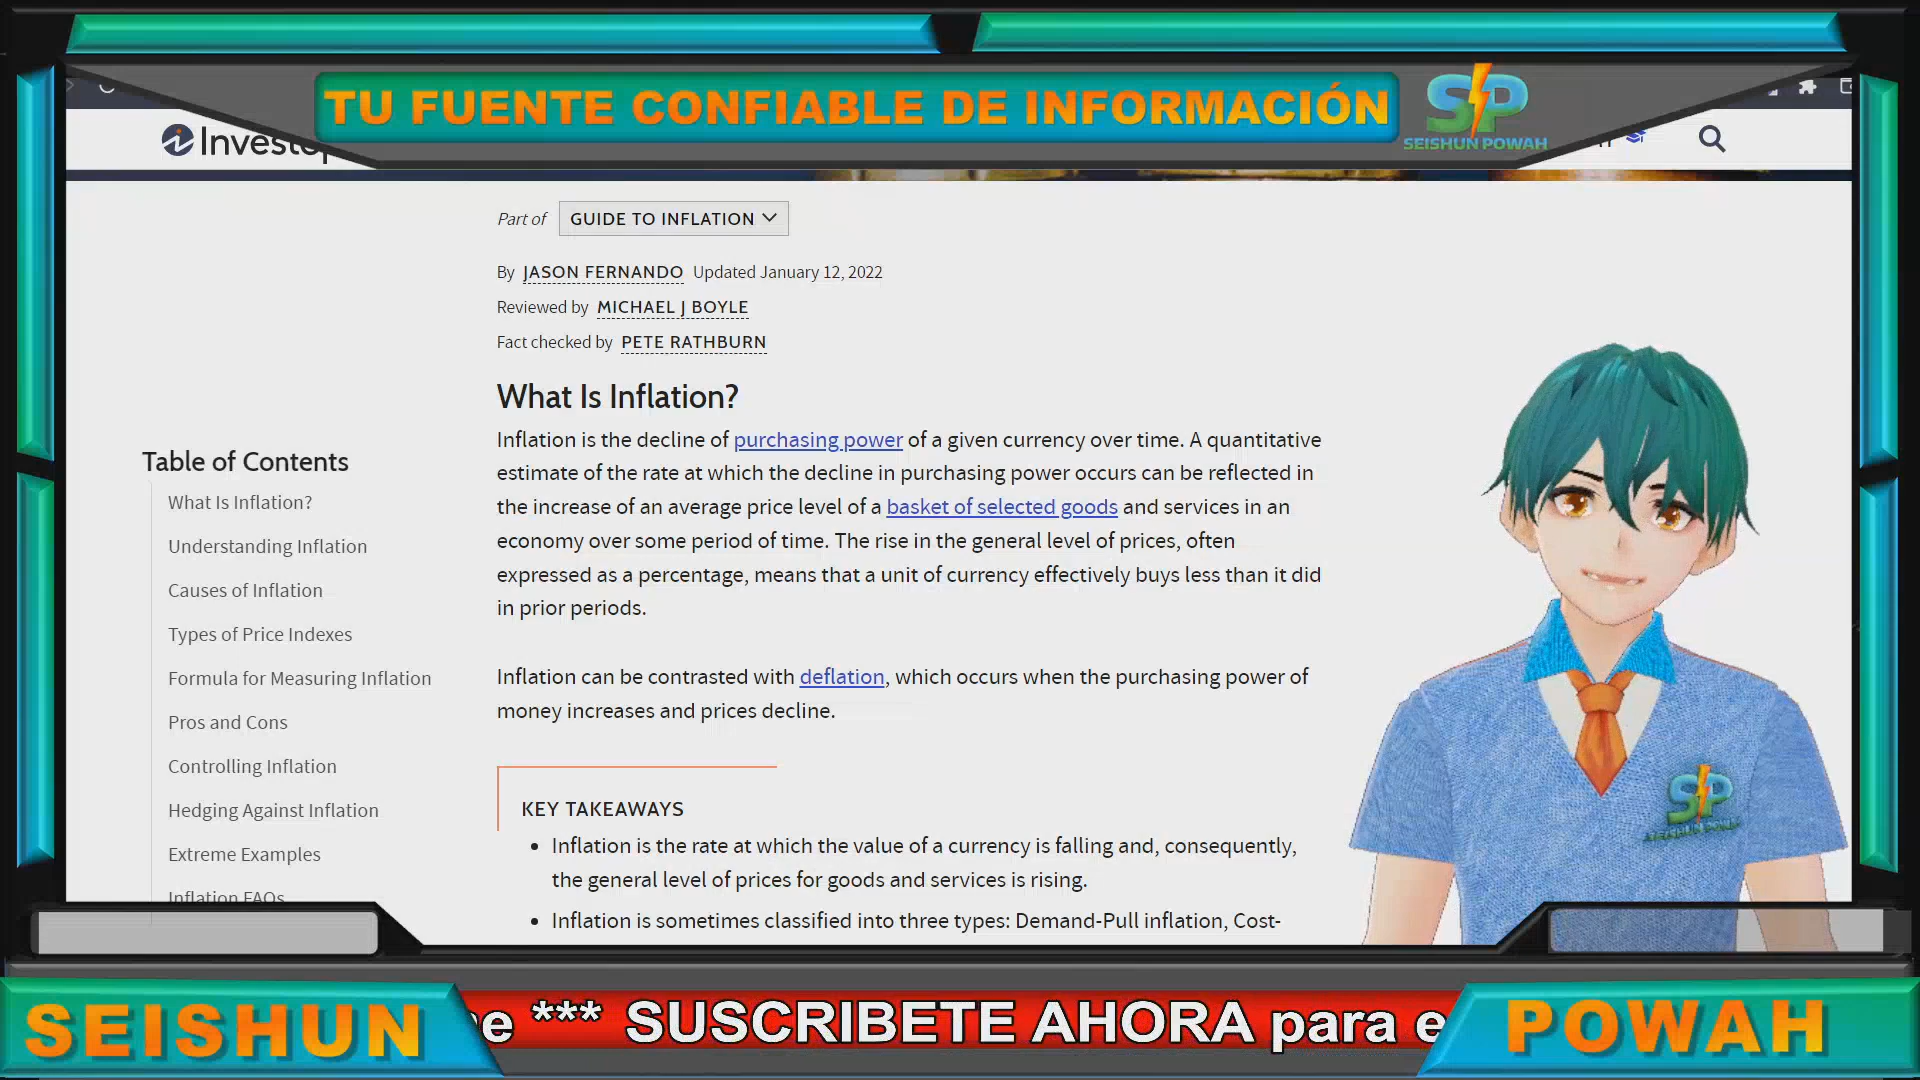 TU FUENTE CONFIABLE DE INFORMACIÓN
SP
SEISHUN POWAH
Part of GUIDE TO INFLATION
By JASON FERNANDO Updated January 12, 2022
Reviewed by MICHAEL J BOYLE
Fact checked by PETE RATHBURN
What Is Inflation?
Inflation is the decline of purchasing power of a given currency over time. A quantitative
estimate of the rate at which the decline in purchasing power occurs can be reflected in
the increase of an average price level of a basket of selected goods and services in an
economy over some period of time. The rise in the general level of prices, often
expressed as a percentage, means that a unit of currency effectively buys less than it did
in prior periods.
Inflation can be contrasted with deflation, which occurs when the purchasing power of
money increases and prices decline.
KEY TAKEAWAYS
Inflation is the rate at which the value of a currency is falling and, consequently,
the general level of prices for goods and services is rising.
Inflation is sometimes classified into three types: Demand-Pull inflation, Cost-
Table of Contents
What Is Inflation?
Understanding Inflation
Causes of Inflation
Types of Price Indexes
Formula for Measuring Inflation
Pros and Cons
Controlling Inflation
Hedging Against Inflation
Extreme Examples
Inflation FAQs
SP
SEISHUN POWAH
SEISHUN
*** SUSCRIBETE AHORA para e
POWAH